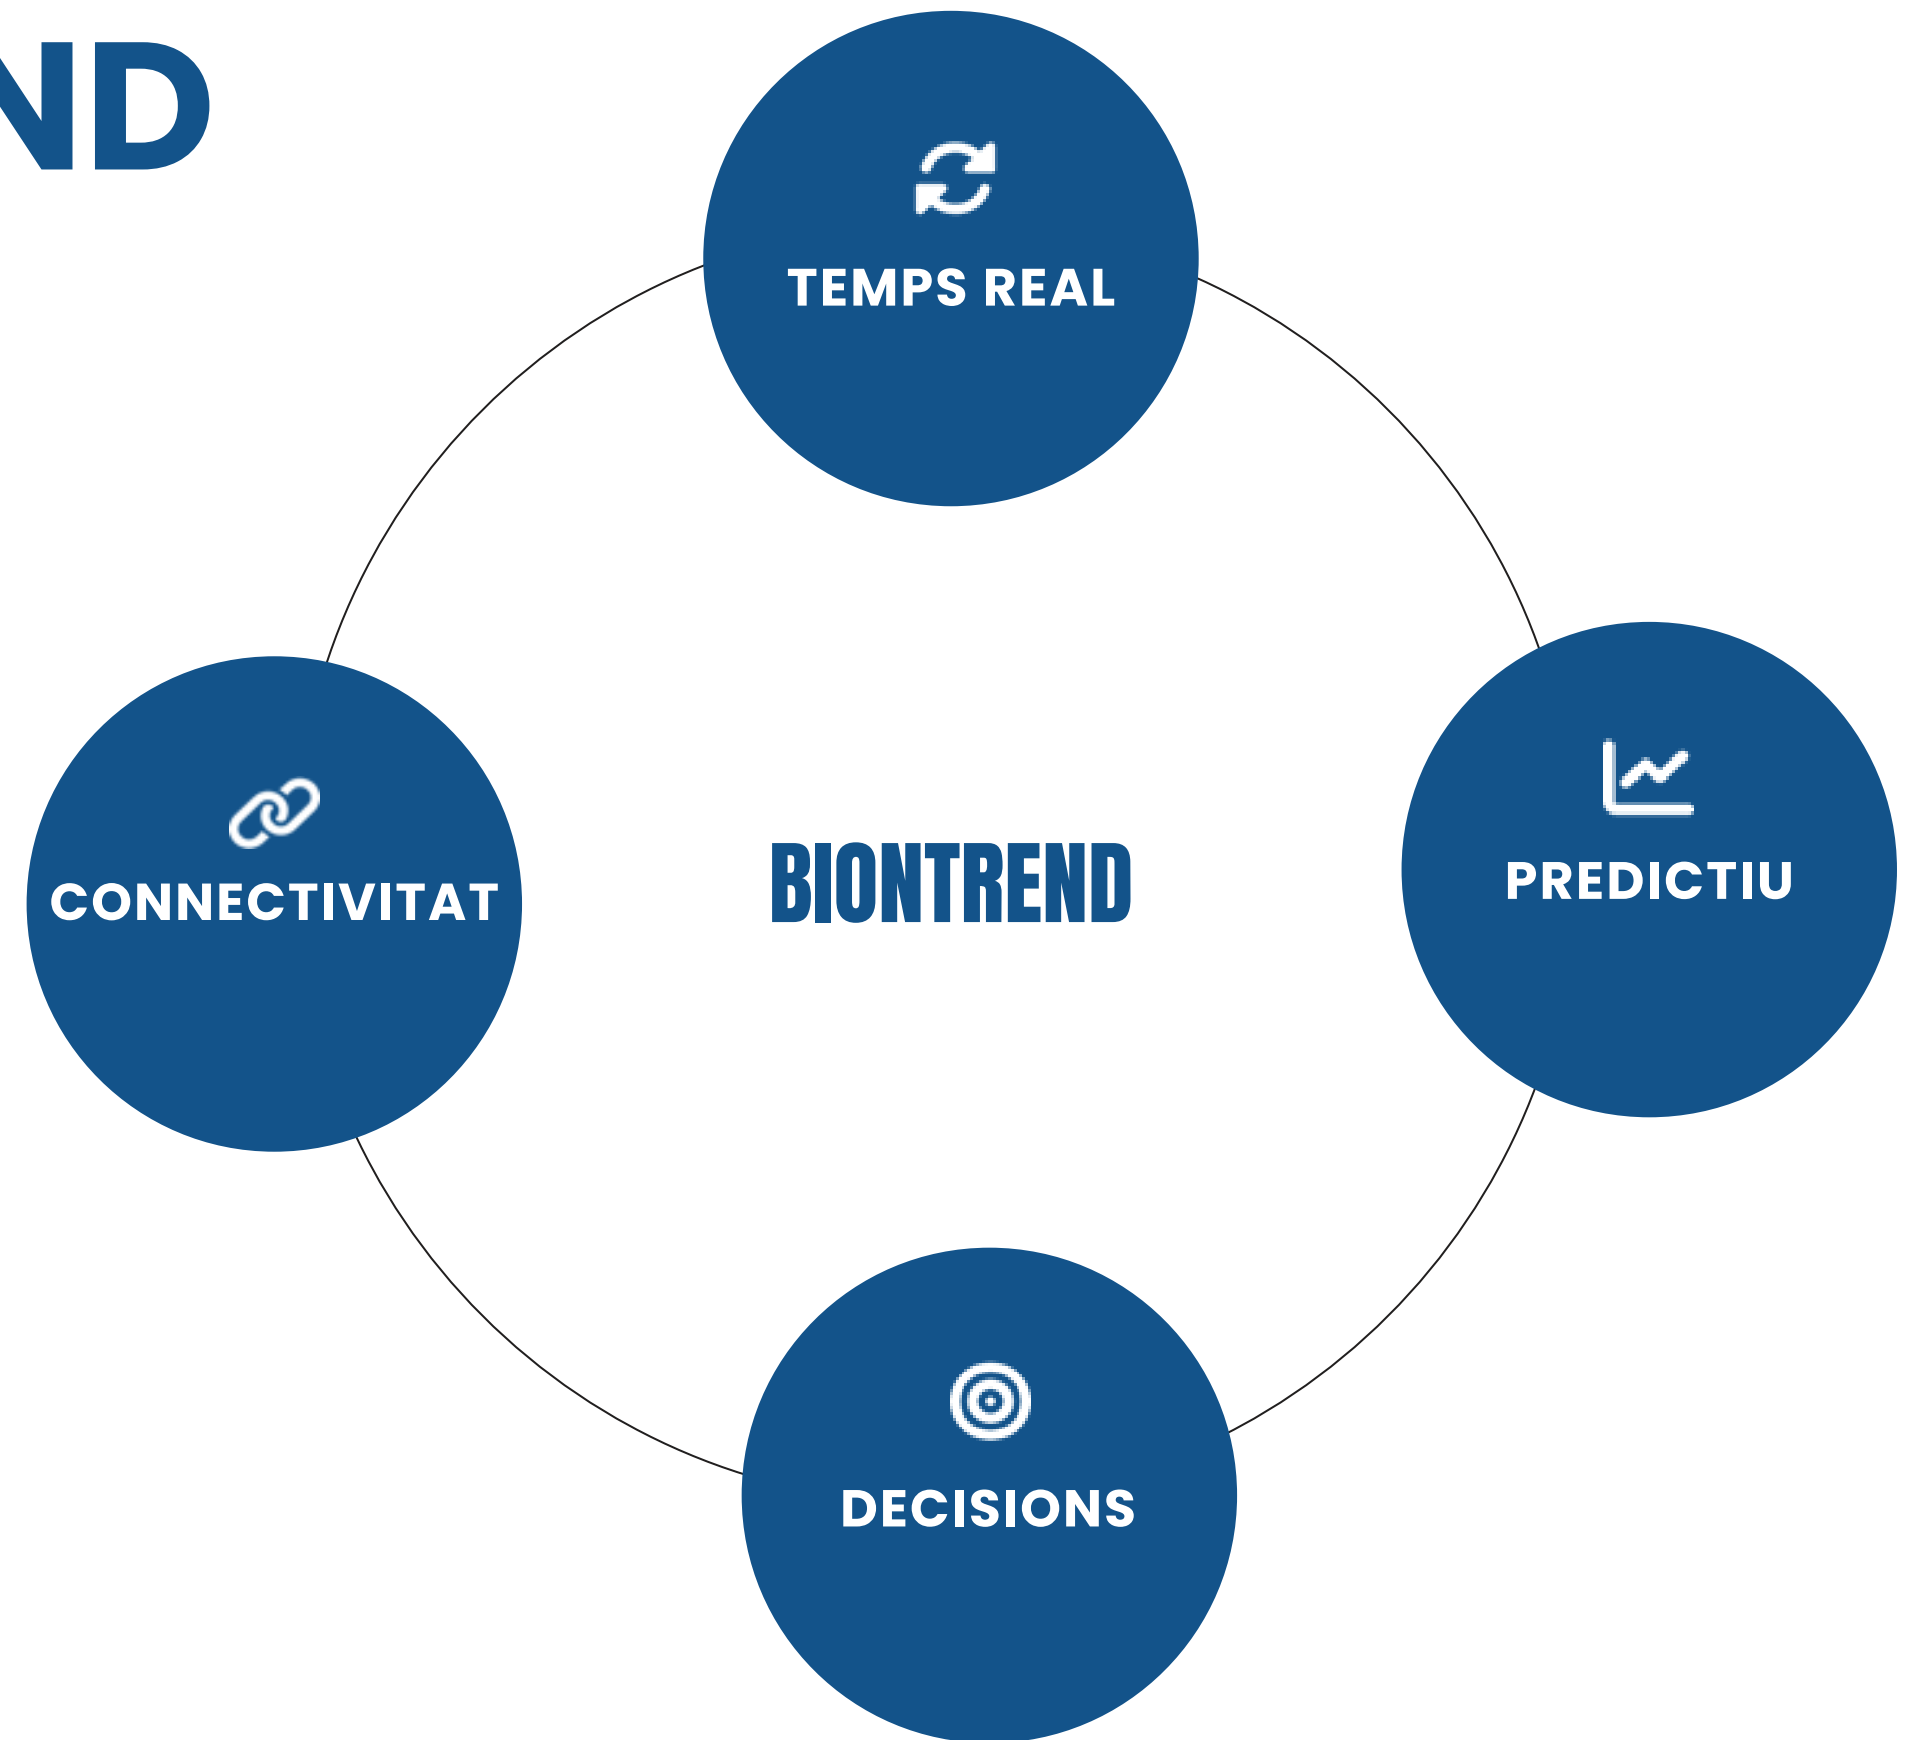 ND
TEMPS REAL
CONNECTIVITAT
BIONTREND
PREDICTIU
DECISIONS